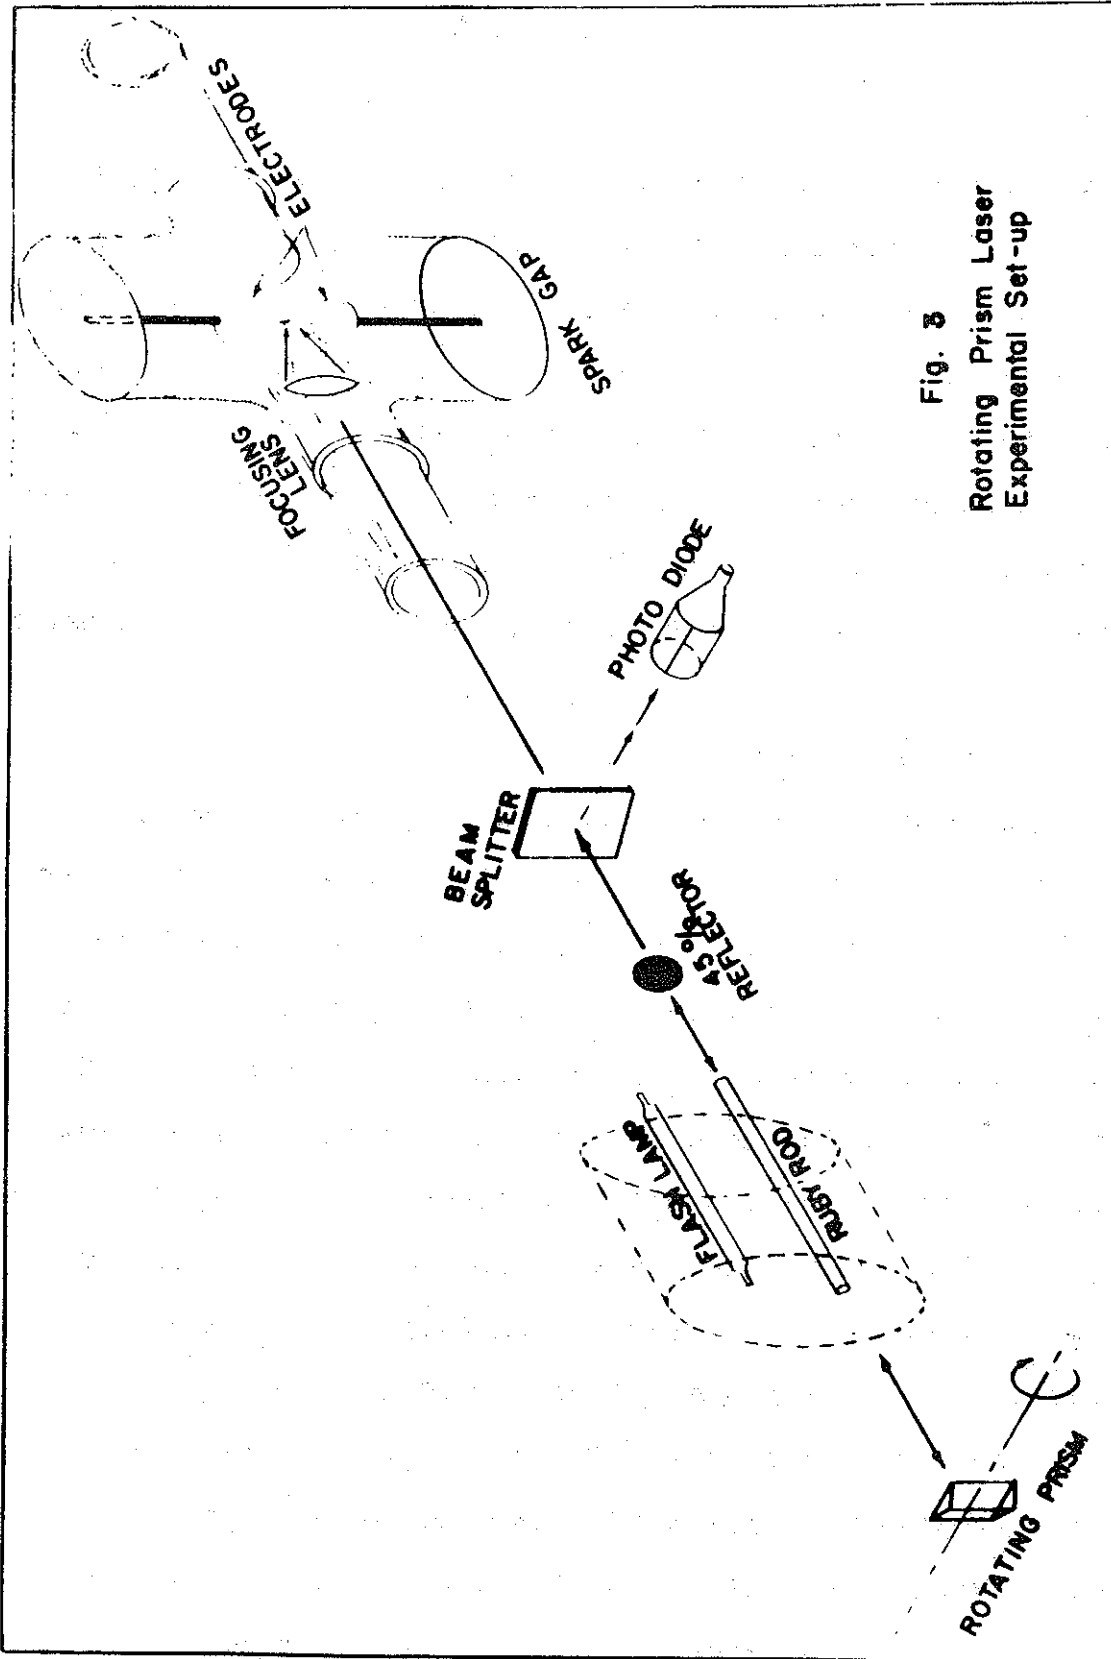 ELECTRODES
SPARK GAP
FOCUSING
LENS
PHOTO DIODE
BEAM
SPLITTER
45%
REFLECTOR
FLASH LAMP
RUBY ROD
ROTATING PRISM
Fig. 3
Rotating Prism Laser
Experimental Set-up